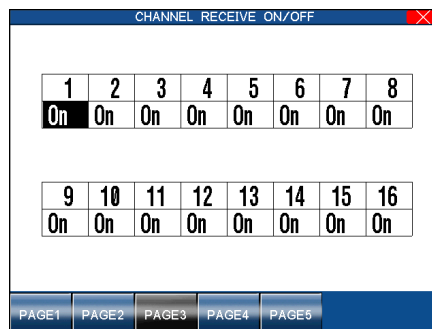 CHANNEL RECEIVE ON/OFF
1 2 3 4 5 6 7 8
On On On On On On On On
9 10 11 12 13 14 15 16
On On On On On On On On
PAGE1 PAGE2 PAGE3 PAGE4 PAGE5